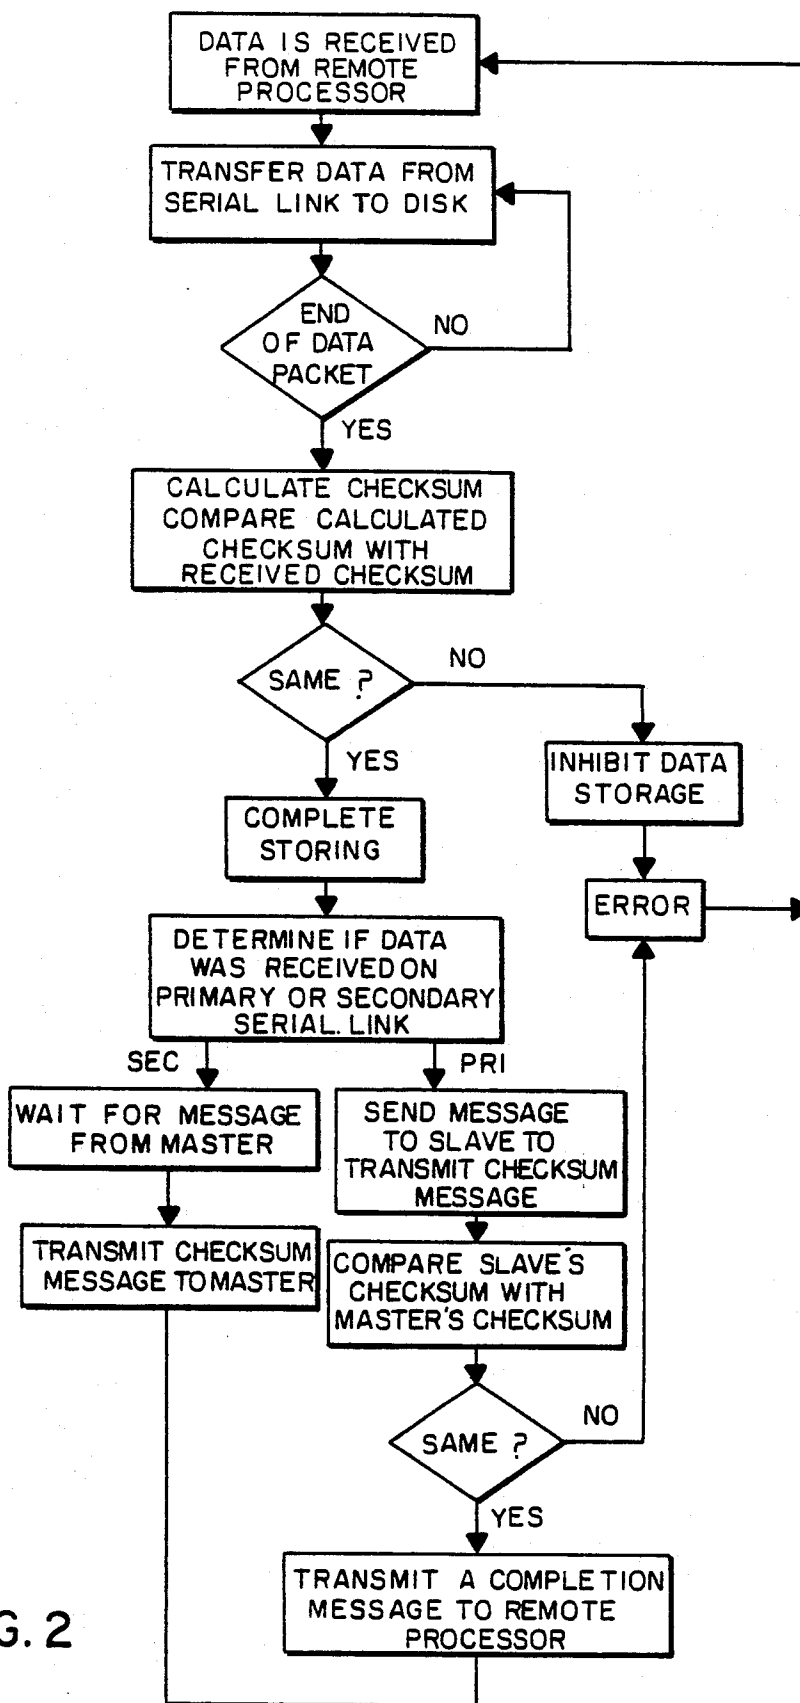 DATA IS RECEIVED
FROM REMOTE
PROCESSOR
TRANSFER DATA FROM
SERIAL LINK TO DISK
END
OF DATA
PACKET
NO
YES
CALCULATE CHECKSUM
COMPARE CALCULATED
CHECKSUM WITH
RECEIVED CHECKSUM
SAME ?
NO
YES
INHIBIT DATA
STORAGE
COMPLETE
STORING
ERROR
DETERMINE IF DATA
WAS RECEIVED ON
PRIMARY OR SECONDARY
SERIAL. LINK
SEC
PRI
WAIT FOR MESSAGE
FROM MASTER
SEND MESSAGE
TO SLAVE TO
TRANSMIT CHECKSUM
MESSAGE
TRANSMIT CHECKSUM
MESSAGE TO MASTER
COMPARE SLAVE'S
CHECKSUM WITH
MASTER'S CHECKSUM
SAME ?
NO
YES
TRANSMIT A COMPLETION
MESSAGE TO REMOTE
PROCESSOR
G. 2